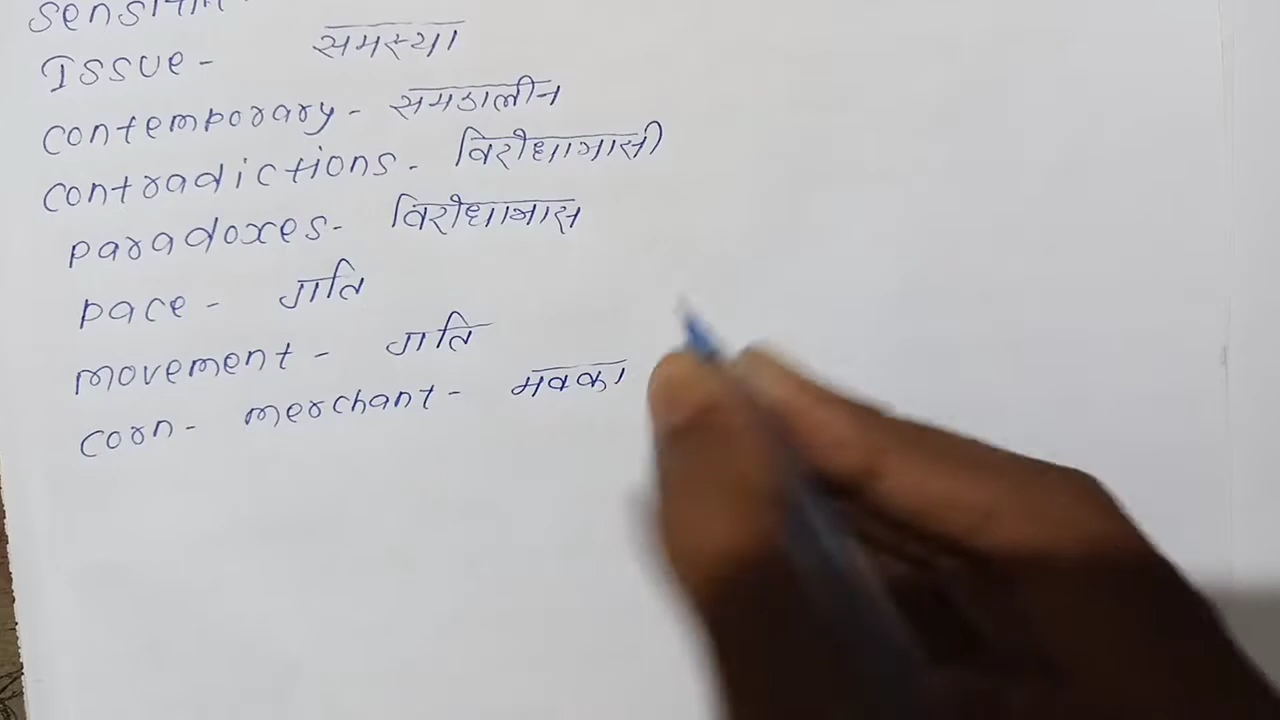 Issue - समस्या
contemporary - समकालीन
contradictions - विरोधाभासी
paradoxes - विरोधाभास
pace - गति
movement - गति
corn - merchant - मक्का